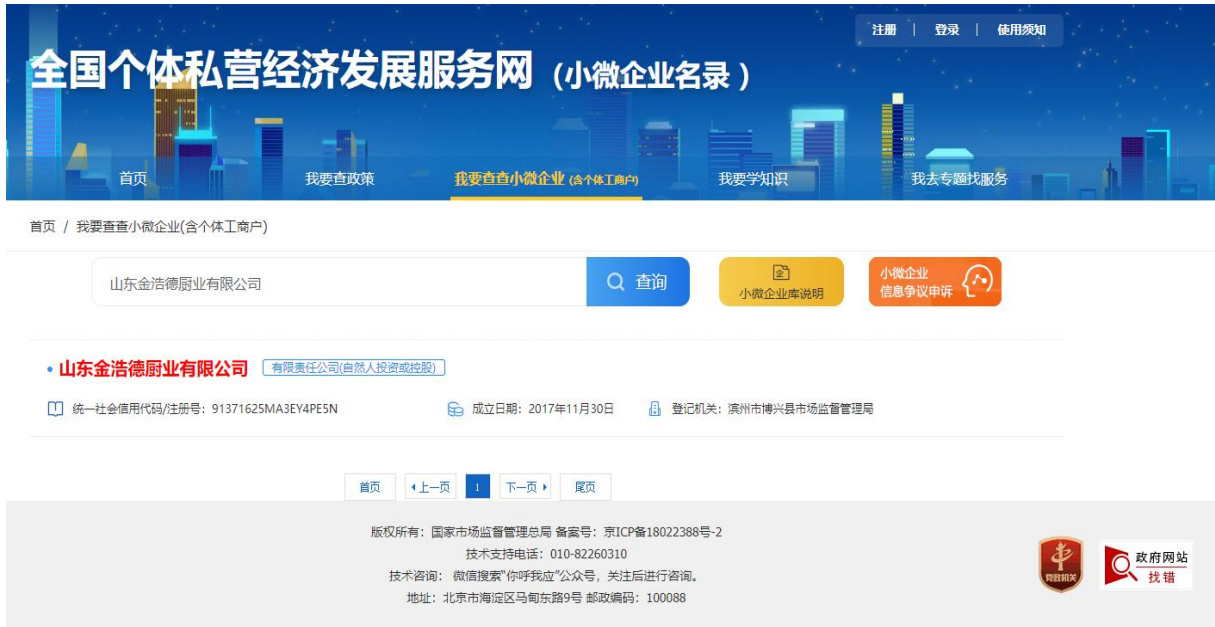 注册 | 登录 | 使用须知
全国个体私营经济发展服务网（小微企业名录）
首页 我要查政策 我要查查小微企业 (含个体工商户) 我要学知识 我去专题找服务
首页 / 我要查查小微企业(含个体工商户)
山东金浩德厨业有限公司 查询
小微企业库说明
小微企业
信息争议申诉
山东金浩德厨业有限公司 有限责任公司(自然人投资或控股)
统一社会信用代码/注册号：91371625MA3EY4PE5N 成立日期：2017年11月30日 登记机关：滨州市博兴县市场监督管理局
首页 上一页 1 下一页 尾页
版权所有：国家市场监督管理总局 备案号：京ICP备18022388号-2
技术支持电话：010-82260310
技术咨询： 微信搜索"你呼我应"公众号，关注后进行咨询。
地址：北京市海淀区马甸东路9号 邮政编码：100088
党政机关
政府网站
找错